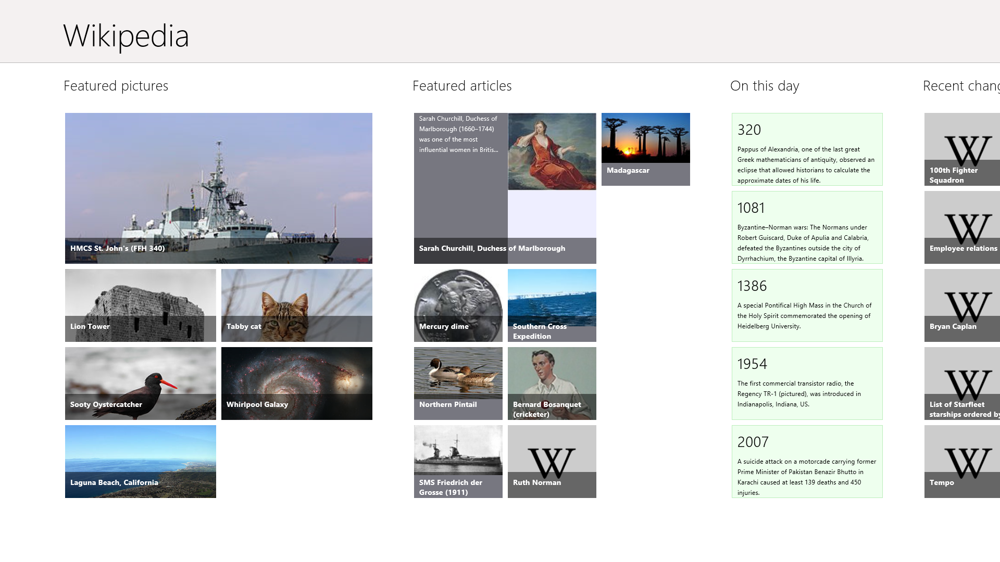 Wikipedia
Featured pictures
HMCS St. John's (FFH 340)
Lion Tower
Tabby cat
Sooty Oystercatcher
Whirlpool Galaxy
Laguna Beach, California
Featured articles
Sarah Churchill, Duchess of
Marlborough (1660–1744)
was one of the most
influential women in Britis...
Sarah Churchill, Duchess of Marlborough
Madagascar
Mercury dime
Southern Cross
Expedition
Northern Pintail
Bernard Bosanquet
(cricketer)
SMS Friedrich der
Grosse (1911)
W
Ruth Norman
On this day
320
Pappus of Alexandria, one of the last great
Greek mathematicians of antiquity, observed an
eclipse that allowed historians to calculate the
approximate dates of his life.
1081
Byzantine–Norman wars: The Normans under
Robert Guiscard, Duke of Apulia and Calabria,
defeated the Byzantines outside the city of
Dyrrhachium, the Byzantine capital of Illyria.
1386
A special Pontifical High Mass in the Church of
the Holy Spirit commemorated the opening of
Heidelberg University.
1954
The first commercial transistor radio, the
Regency TR-1 (pictured), was introduced in
Indianapolis, Indiana, US.
2007
A suicide attack on a motorcade carrying former
Prime Minister of Pakistan Benazir Bhutto in
Karachi caused at least 139 deaths and 450
injuries.
Recent chang
W
100th Fighter
Squadron
W
Employee relations
W
Bryan Caplan
W
List of Starfleet
starships ordered by
W
Tempo